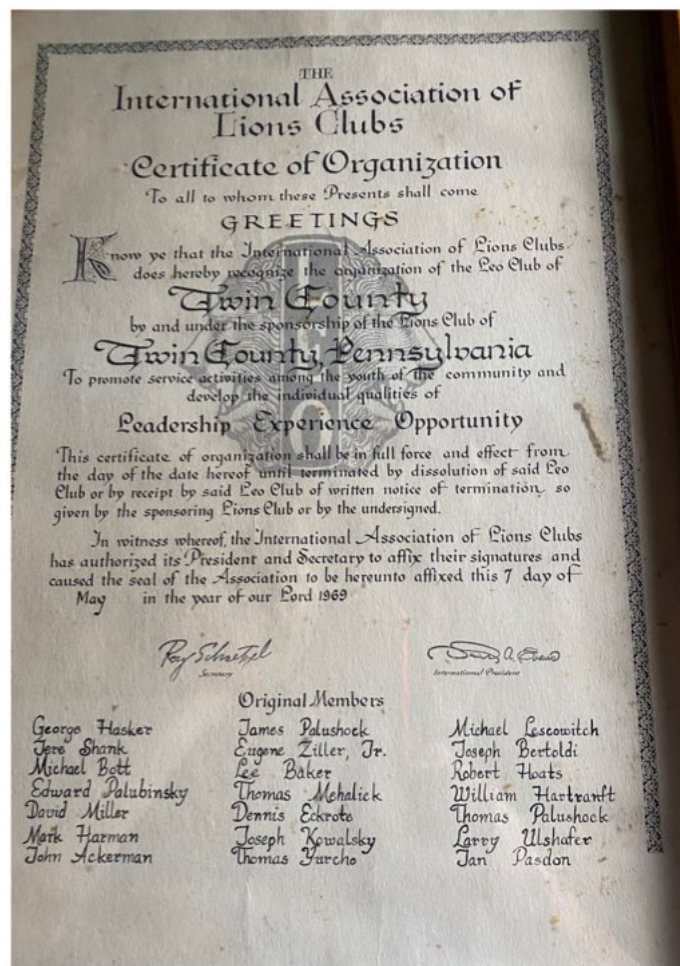 THE
International Association of
Lions Clubs
Certificate of Organization
To all to whom these Presents shall come
GREETINGS
Know ye that the International Association of Lions Clubs
does hereby recognize the organization of the Leo Club of
Twin County
by and under the sponsorship of the Lions Club of
Twin County, Pennsylvania
To promote service activities among the youth of the community and
develop the individual qualities of
Leadership Experience Opportunity
This certificate of organization shall be in full force and effect from
the day of the date hereof until terminated by dissolution of said Leo
Club or by receipt by said Leo Club of written notice of termination so
given by the sponsoring Lions Club or by the undersigned.
In witness whereof, the International Association of Lions Clubs
has authorized its President and Secretary to affix their signatures and
caused the seal of the Association to be hereunto affixed this 7 day of
May in the year of our Lord 1969
Roy Schaetzel
Secretary
A. Evans
International President
Original Members
George Hasker James Palushock Michael Lescowitch
Jere Shank Eugene Ziller, Jr. Joseph Bertoldi
Michael Bott Lee Baker Robert Hoats
Edward Palubinsky Thomas Mehalick William Hartranft
David Miller Dennis Eckrote Thomas Palushock
Mark Harman Joseph Kowalsky Larry Ulshafer
John Ackerman Thomas Yurcho Jan Pasdon